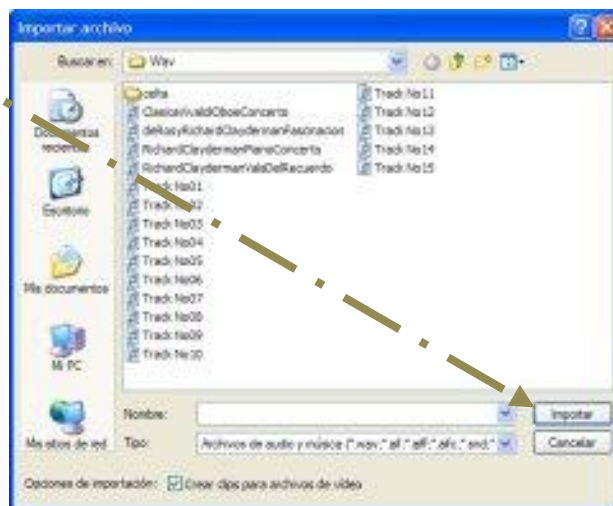 Importar archivo
Buscar en: Wav
celta
ClasicaVivaldiOboeConcerto
deRosyRichardClaydermanFascinacion
RichardClaydermanPianoConcerto
RichardClaydermanValsDelRecuerdo
Track No01
Track No02
Track No03
Track No04
Track No05
Track No06
Track No07
Track No08
Track No09
Track No10
Track No11
Track No12
Track No13
Track No14
Track No15
Documentos recientes
Escritorio
Mis documentos
Mi PC
Mis sitios de red
Nombre:
Importar
Tipo: Archivos de audio y música (*.wav,*.aif,*.aiff,*.aifc,*.snd,*
Cancelar
Opciones de importación: Crear clips para archivos de vídeo